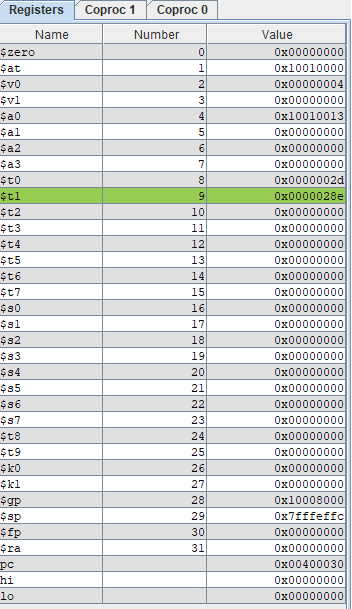 Registers Coproc 1 Coproc 0
Name Number Value
$zero 0 0x00000000
$at 1 0x10010000
$v0 2 0x00000004
$v1 3 0x00000000
$a0 4 0x10010013
$a1 5 0x00000000
$a2 6 0x00000000
$a3 7 0x00000000
$t0 8 0x0000002d
$t1 9 0x0000028e
$t2 10 0x00000000
$t3 11 0x00000000
$t4 12 0x00000000
$t5 13 0x00000000
$t6 14 0x00000000
$t7 15 0x00000000
$s0 16 0x00000000
$s1 17 0x00000000
$s2 18 0x00000000
$s3 19 0x00000000
$s4 20 0x00000000
$s5 21 0x00000000
$s6 22 0x00000000
$s7 23 0x00000000
$t8 24 0x00000000
$t9 25 0x00000000
$k0 26 0x00000000
$k1 27 0x00000000
$gp 28 0x10008000
$sp 29 0x7fffeffc
$fp 30 0x00000000
$ra 31 0x00000000
pc 0x00400030
hi 0x00000000
lo 0x00000000